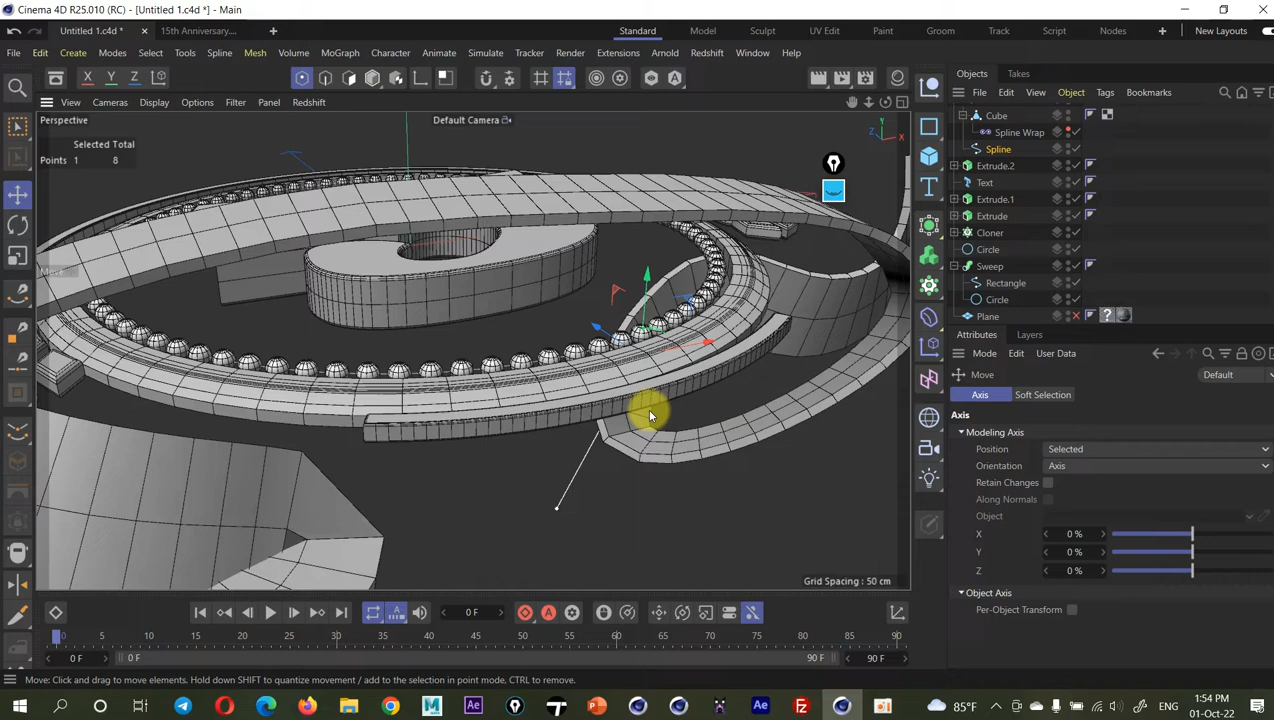 Cinema 4D R25.010 (RC) - [Untitled 1.c4d *] - Main
Untitled 1.c4d *
15th Anniversary....
Standard
Model
Sculpt
UV Edit
Paint
Groom
Track
Script
Nodes
New Layouts
File
Edit
Create
Modes
Select
Tools
Spline
Mesh
Volume
MoGraph
Character
Animate
Simulate
Tracker
Render
Extensions
Arnold
Redshift
Window
Help
X
Y
Z
Objects
Takes
View
Cameras
Display
Options
Filter
Panel
Redshift
File
Edit
View
Object
Tags
Bookmarks
Perspective
Default Camera
Selected Total
Points 1 8
Y
Z
X
Cube
Spline Wrap
Spline
Extrude.2
Text
Extrude.1
Extrude
Cloner
Circle
Sweep
Rectangle
Circle
Plane
Move
Attributes
Layers
Mode
Edit
User Data
Move
Default
Axis
Soft Selection
Axis
Modeling Axis
Position
Selected
Orientation
Axis
Retain Changes
Along Normals
Object
X
0 %
Y
0 %
Z
0 %
Object Axis
Per-Object Transform
Grid Spacing : 50 cm
0 F
0 5 10 15 20 25 30 35 40 45 50 55 60 65 70 75 80 85 90
0 F
0 F
90 F
90 F
Move: Click and drag to move elements. Hold down SHIFT to quantize movement / add to the selection in point mode, CTRL to remove.
85°F
ENG
1:54 PM
01-Oct-22